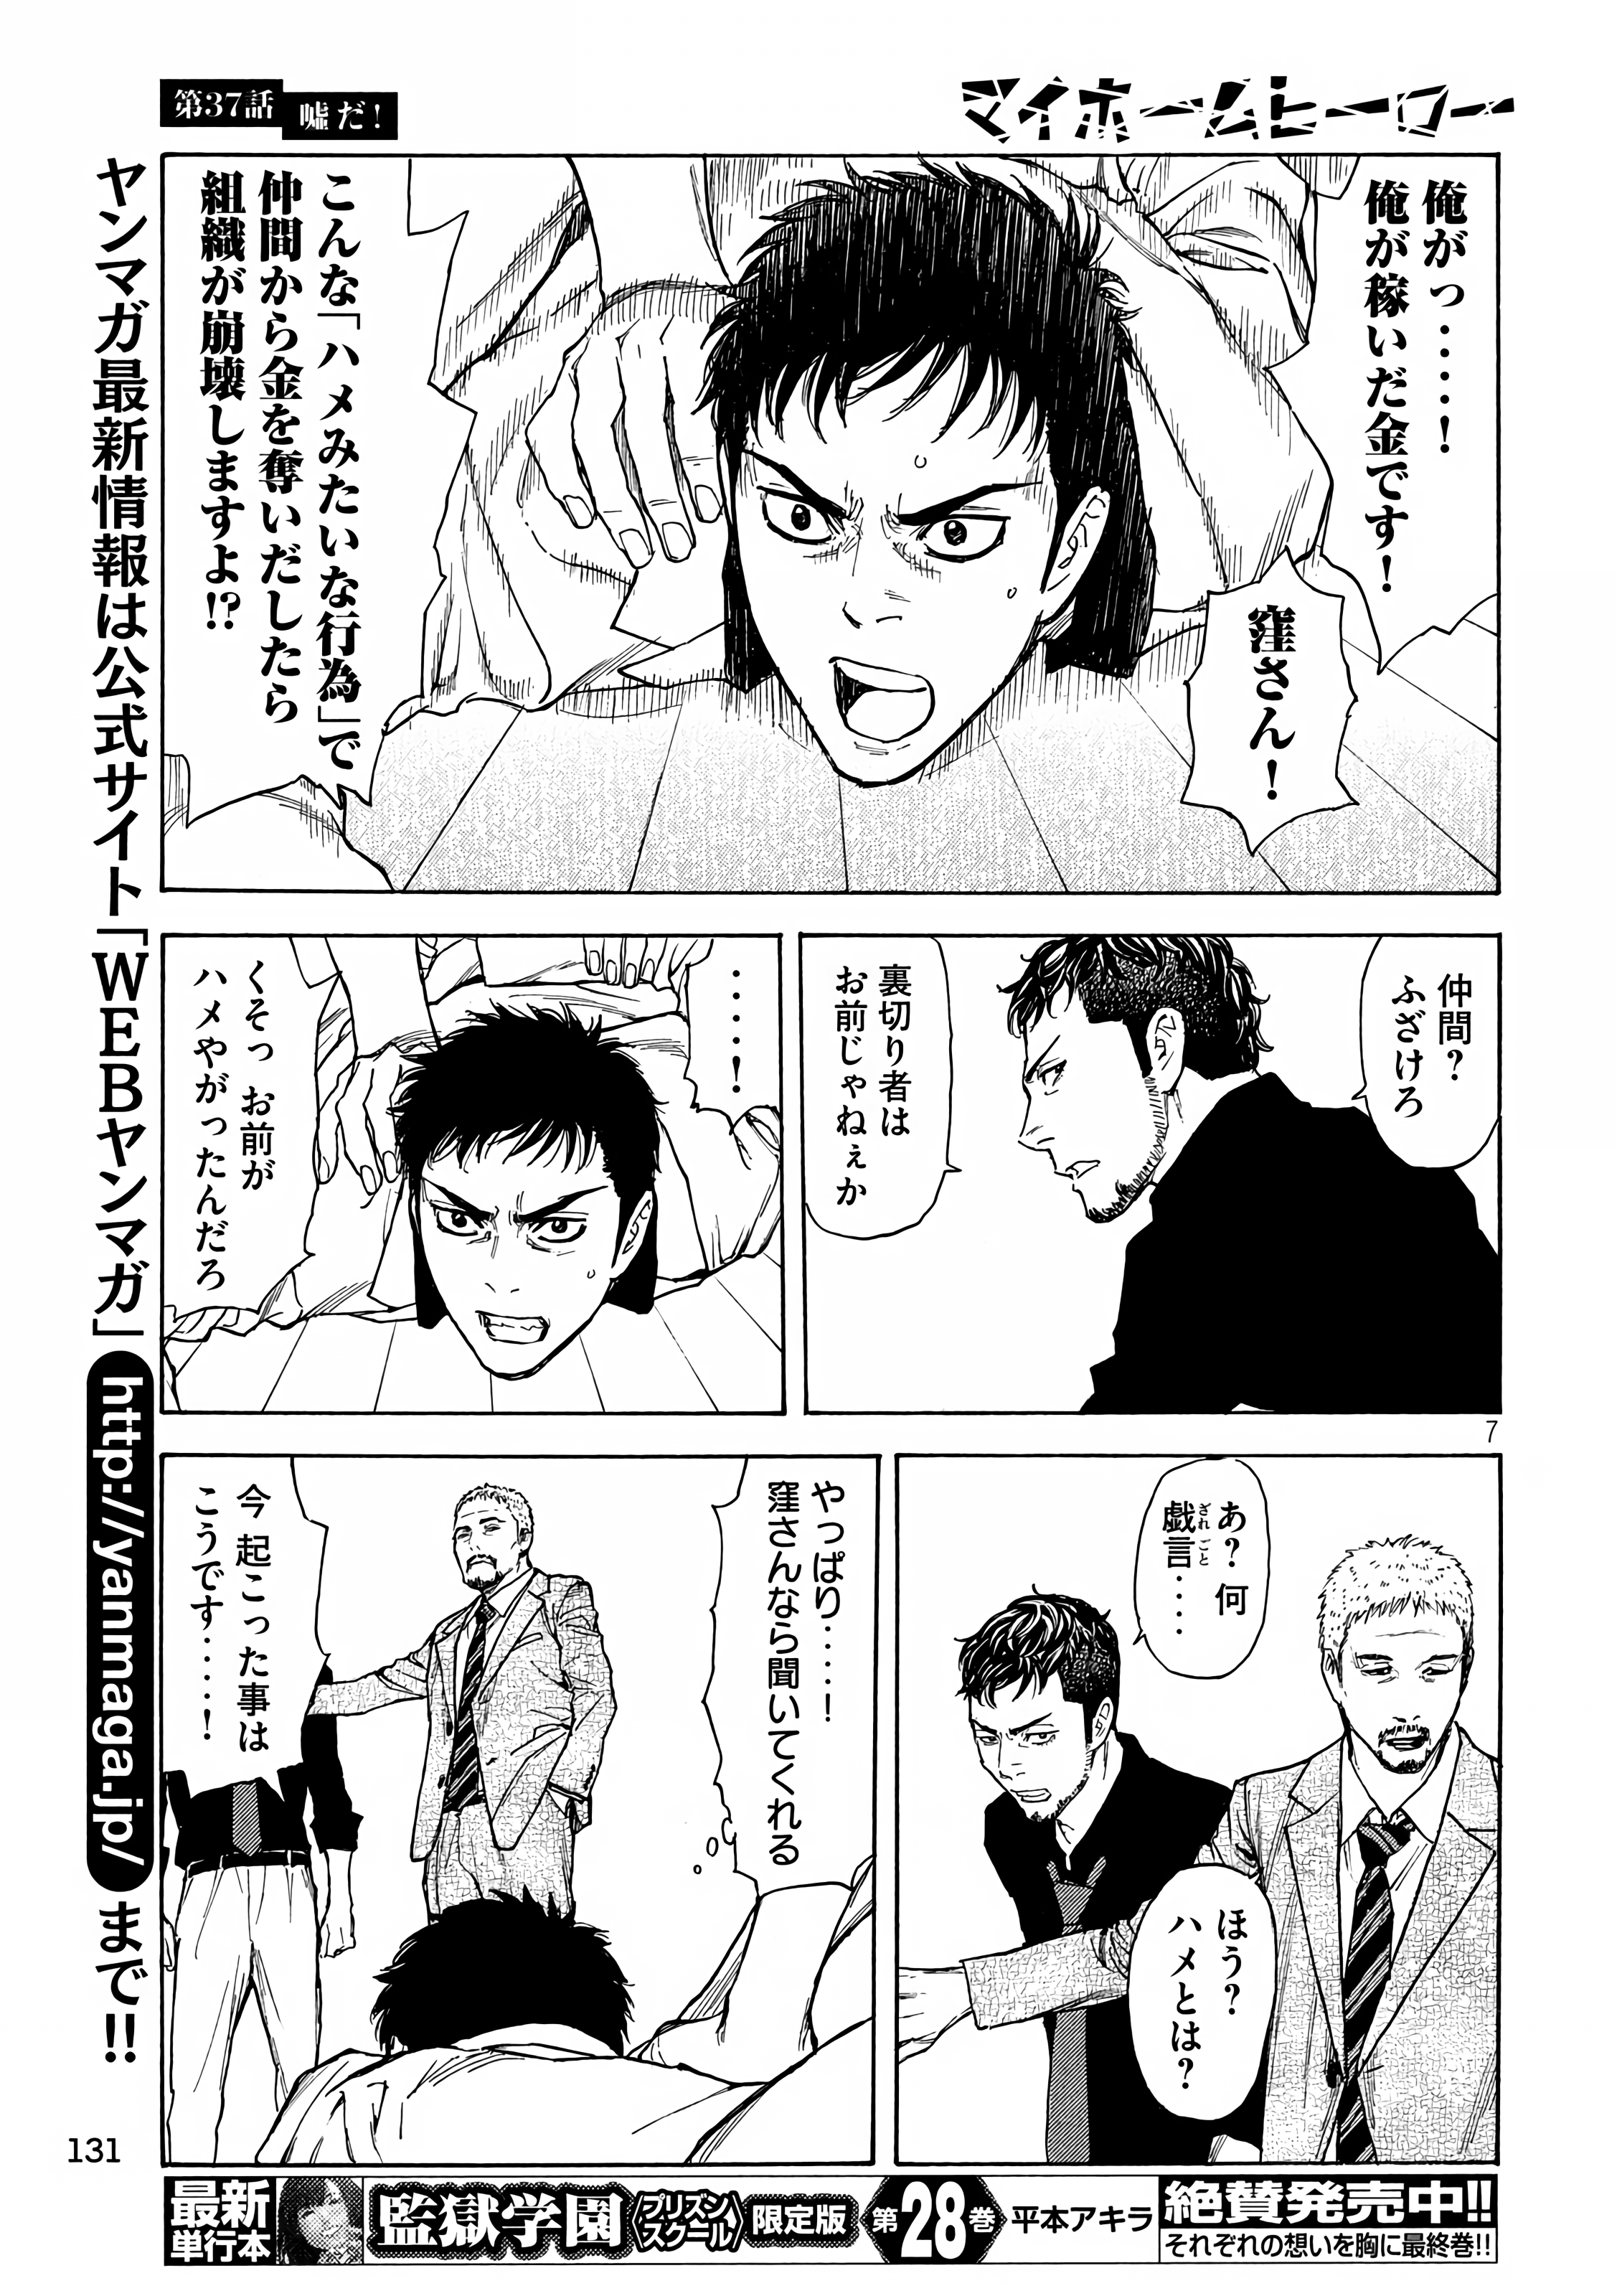 第37話
嘘だ!
マイホームヒーロー
俺がっ‥‥‥!
俺が稼いだ金です!
窪さん!
こんな「ハメみたいな行為」で
仲間から金を奪いだしたら
組織が崩壊しますよ!?
仲間?
ふざけろ
裏切り者は
お前じゃねぇか
‥‥‥!
くそっ お前が
ハメやがったんだろ
7
あ? 何
戯言‥‥
ざれ ごと
ほう?
ハメとは?
やっぱり‥‥‥!
窪さんなら聞いてくれる
今 起こった事は
こうです‥‥‥!
ヤンマガ最新情報は公式サイト「WEBヤンマガ」http://yanmaga.jp/まで!!
131
最新
単行本
監獄学園
〈プリズン
スクール〉
限定版
第28巻
平本アキラ
絶賛発売中!!
それぞれの想いを胸に最終巻!!